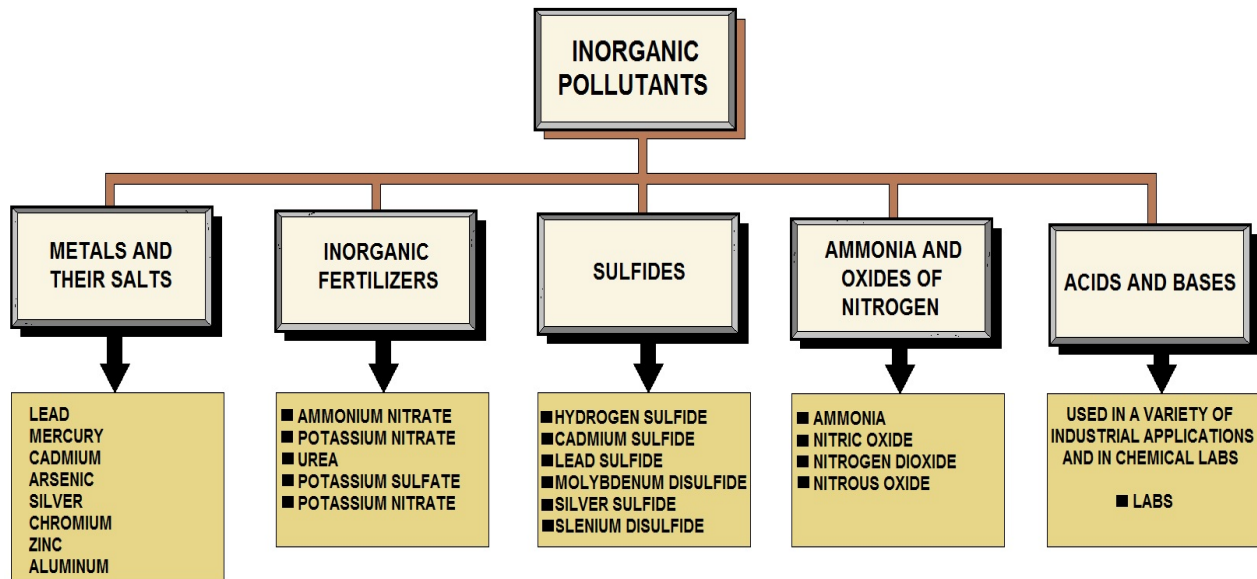 INORGANIC
POLLUTANTS
METALS AND
THEIR SALTS
INORGANIC
FERTILIZERS
SULFIDES
AMMONIA AND
OXIDES OF
NITROGEN
ACIDS AND BASES
LEAD
MERCURY
CADMIUM
ARSENIC
SILVER
CHROMIUM
ZINC
ALUMINUM
■ AMMONIUM NITRATE
■ POTASSIUM NITRATE
■ UREA
■ POTASSIUM SULFATE
■ POTASSIUM NITRATE
■ HYDROGEN SULFIDE
■ CADMIUM SULFIDE
■ LEAD SULFIDE
■ MOLYBDENUM DISULFIDE
■ SILVER SULFIDE
■ SLENIUM DISULFIDE
■ AMMONIA
■ NITRIC OXIDE
■ NITROGEN DIOXIDE
■ NITROUS OXIDE
USED IN A VARIETY OF
INDUSTRIAL APPLICATIONS
AND IN CHEMICAL LABS
■ LABS